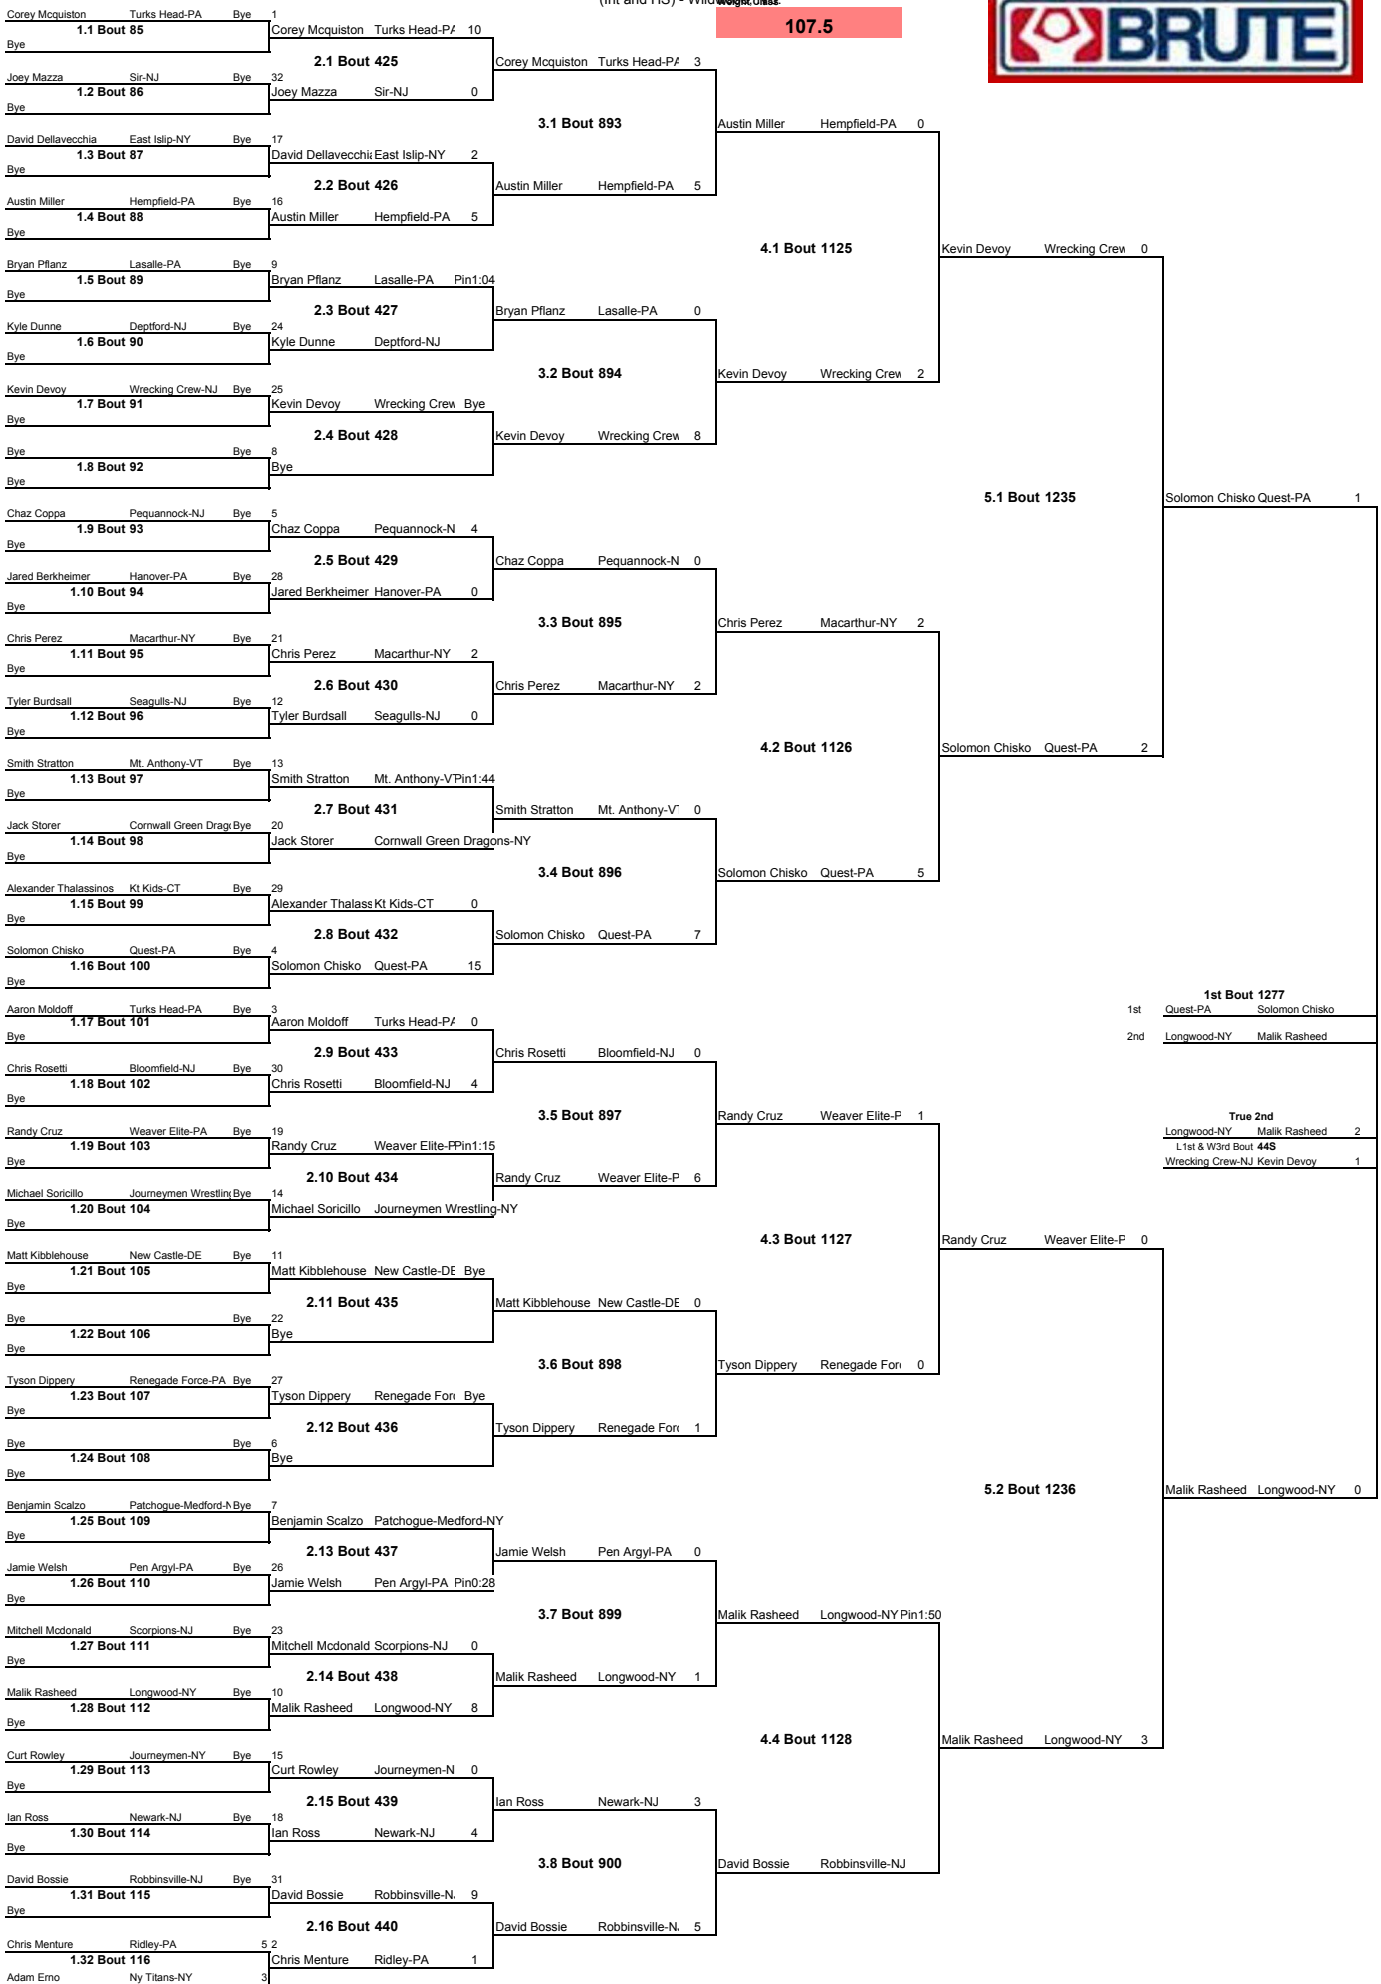 (Int and HS) - Wildwood, NJ
Weight Class
107.5
BRUTE
Corey Mcquiston Turks Head-PA Bye 1
1.1 Bout 85
Bye
Joey Mazza Sir-NJ Bye 32
1.2 Bout 86
Bye
David Dellavecchia East Islip-NY Bye 17
1.3 Bout 87
Bye
Austin Miller Hempfield-PA Bye 16
1.4 Bout 88
Bye
Bryan Pflanz Lasalle-PA Bye 9
1.5 Bout 89
Bye
Kyle Dunne Deptford-NJ Bye 24
1.6 Bout 90
Bye
Kevin Devoy Wrecking Crew-NJ Bye 25
1.7 Bout 91
Bye
Bye Bye 8
1.8 Bout 92
Bye
Chaz Coppa Pequannock-NJ Bye 5
1.9 Bout 93
Bye
Jared Berkheimer Hanover-PA Bye 28
1.10 Bout 94
Bye
Chris Perez Macarthur-NY Bye 21
1.11 Bout 95
Bye
Tyler Burdsall Seagulls-NJ Bye 12
1.12 Bout 96
Bye
Smith Stratton Mt. Anthony-VT Bye 13
1.13 Bout 97
Bye
Jack Storer Cornwall Green Drag Bye 20
1.14 Bout 98
Bye
Alexander Thalassinos Kt Kids-CT Bye 29
1.15 Bout 99
Bye
Solomon Chisko Quest-PA Bye 4
1.16 Bout 100
Bye
Aaron Moldoff Turks Head-PA Bye 3
1.17 Bout 101
Bye
Chris Rosetti Bloomfield-NJ Bye 30
1.18 Bout 102
Bye
Randy Cruz Weaver Elite-PA Bye 19
1.19 Bout 103
Bye
Michael Soricillo Journeymen Wrestlin Bye 14
1.20 Bout 104
Bye
Matt Kibblehouse New Castle-DE Bye 11
1.21 Bout 105
Bye
Bye Bye 22
1.22 Bout 106
Bye
Tyson Dippery Renegade Force-PA Bye 27
1.23 Bout 107
Bye
Bye Bye 6
1.24 Bout 108
Bye
Benjamin Scalzo Patchogue-Medford-N Bye 7
1.25 Bout 109
Bye
Jamie Welsh Pen Argyl-PA Bye 26
1.26 Bout 110
Bye
Mitchell Mcdonald Scorpions-NJ Bye 23
1.27 Bout 111
Bye
Malik Rasheed Longwood-NY Bye 10
1.28 Bout 112
Bye
Curt Rowley Journeymen-NY Bye 15
1.29 Bout 113
Bye
Ian Ross Newark-NJ Bye 18
1.30 Bout 114
Bye
David Bossie Robbinsville-NJ Bye 31
1.31 Bout 115
Bye
Chris Menture Ridley-PA 5 2
1.32 Bout 116
Adam Erno Ny Titans-NY 3
Corey Mcquiston Turks Head-PA 10
2.1 Bout 425
Joey Mazza Sir-NJ 0
David Dellavecchia East Islip-NY 2
2.2 Bout 426
Austin Miller Hempfield-PA 5
Bryan Pflanz Lasalle-PA Pin1:04
2.3 Bout 427
Kyle Dunne Deptford-NJ
Kevin Devoy Wrecking Crew Bye
2.4 Bout 428
Bye
Chaz Coppa Pequannock-N 4
2.5 Bout 429
Jared Berkheimer Hanover-PA 0
Chris Perez Macarthur-NY 2
2.6 Bout 430
Tyler Burdsall Seagulls-NJ 0
Smith Stratton Mt. Anthony-VT Pin1:44
2.7 Bout 431
Jack Storer Cornwall Green Dragons-NY
Alexander Thalass Kt Kids-CT 0
2.8 Bout 432
Solomon Chisko Quest-PA 15
Aaron Moldoff Turks Head-PA 0
2.9 Bout 433
Chris Rosetti Bloomfield-NJ 4
Randy Cruz Weaver Elite-P Pin1:15
2.10 Bout 434
Michael Soricillo Journeymen Wrestling-NY
Matt Kibblehouse New Castle-DE Bye
2.11 Bout 435
Bye
Tyson Dippery Renegade For Bye
2.12 Bout 436
Bye
Benjamin Scalzo Patchogue-Medford-NY
2.13 Bout 437
Jamie Welsh Pen Argyl-PA Pin0:28
Mitchell Mcdonald Scorpions-NJ 0
2.14 Bout 438
Malik Rasheed Longwood-NY 8
Curt Rowley Journeymen-N 0
2.15 Bout 439
Ian Ross Newark-NJ 4
David Bossie Robbinsville-N 9
2.16 Bout 440
Chris Menture Ridley-PA 1
Corey Mcquiston Turks Head-PA 3
3.1 Bout 893
Austin Miller Hempfield-PA 5
Bryan Pflanz Lasalle-PA 0
3.2 Bout 894
Kevin Devoy Wrecking Crew 8
Chaz Coppa Pequannock-N 0
3.3 Bout 895
Chris Perez Macarthur-NY 2
Smith Stratton Mt. Anthony-V 0
3.4 Bout 896
Solomon Chisko Quest-PA 7
Chris Rosetti Bloomfield-NJ 0
3.5 Bout 897
Randy Cruz Weaver Elite-P 6
Matt Kibblehouse New Castle-DE 0
3.6 Bout 898
Tyson Dippery Renegade For 1
Jamie Welsh Pen Argyl-PA 0
3.7 Bout 899
Malik Rasheed Longwood-NY 1
Ian Ross Newark-NJ 3
3.8 Bout 900
David Bossie Robbinsville-N 5
Austin Miller Hempfield-PA 0
4.1 Bout 1125
Kevin Devoy Wrecking Crew 2
Chris Perez Macarthur-NY 2
4.2 Bout 1126
Solomon Chisko Quest-PA 5
Randy Cruz Weaver Elite-P 1
4.3 Bout 1127
Tyson Dippery Renegade For 0
Malik Rasheed Longwood-NY Pin1:50
4.4 Bout 1128
David Bossie Robbinsville-NJ
Kevin Devoy Wrecking Crew 0
5.1 Bout 1235
Solomon Chisko Quest-PA 2
Randy Cruz Weaver Elite-P 0
5.2 Bout 1236
Malik Rasheed Longwood-NY 3
Solomon Chisko Quest-PA 1
1st Bout 1277
1st Quest-PA Solomon Chisko
2nd Longwood-NY Malik Rasheed
True 2nd
Longwood-NY Malik Rasheed 2
L1st & W3rd Bout 44S
Wrecking Crew-NJ Kevin Devoy 1
Malik Rasheed Longwood-NY 0